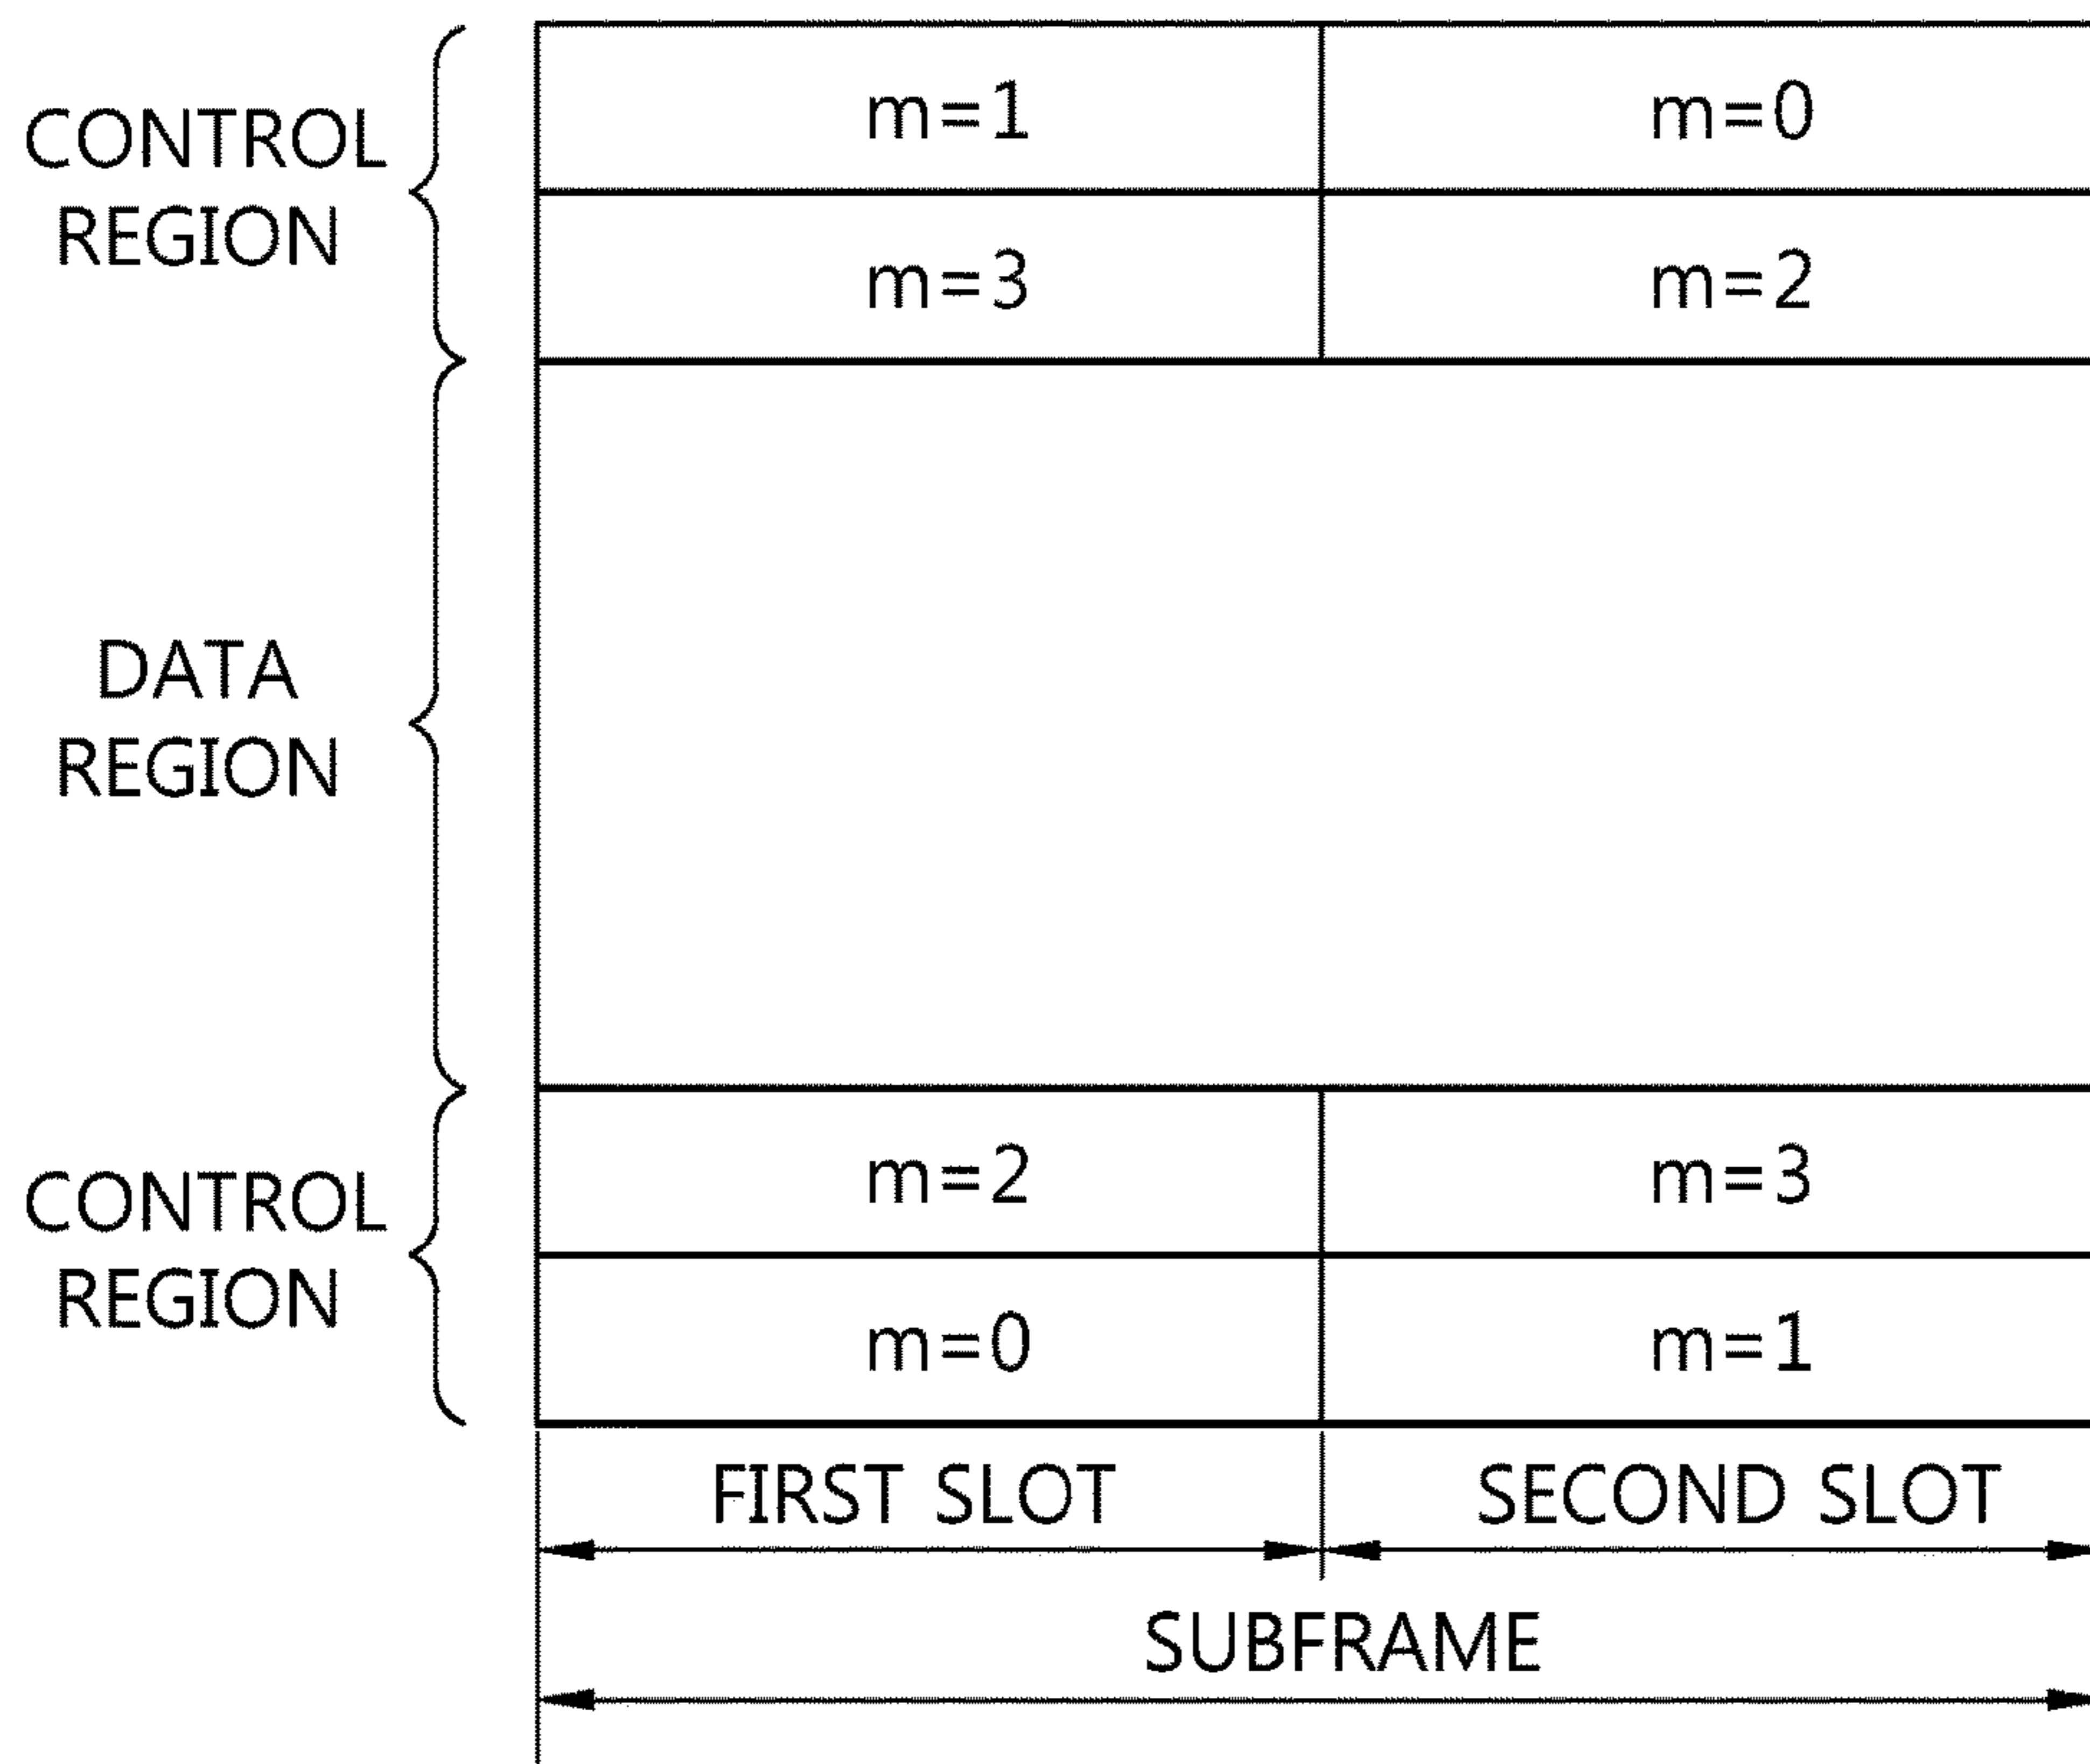 CONTROL
REGION
m=1 m=0
m=3 m=2
DATA
REGION
CONTROL
REGION
m=2 m=3
m=0 m=1
FIRST SLOT SECOND SLOT
SUBFRAME